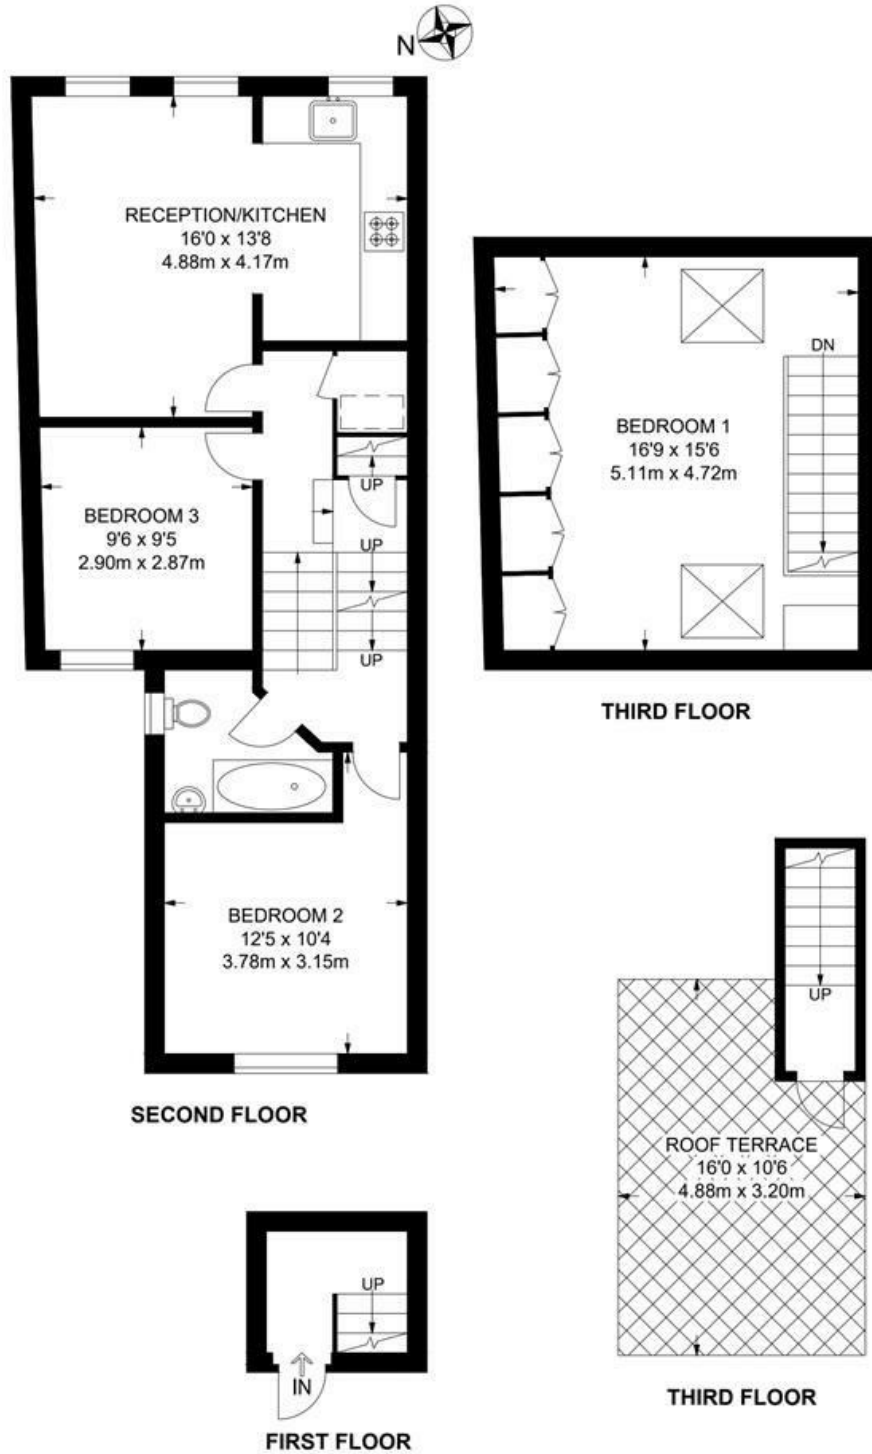 N
RECEPTION/KITCHEN
16'0 x 13'8
4.88m x 4.17m
UP
BEDROOM 3
9'6 x 9'5
2.90m x 2.87m
UP
UP
BEDROOM 2
12'5 x 10'4
3.78m x 3.15m
SECOND FLOOR
DN
BEDROOM 1
16'9 x 15'6
5.11m x 4.72m
THIRD FLOOR
UP
ROOF TERRACE
16'0 x 10'6
4.88m x 3.20m
THIRD FLOOR
UP
IN
FIRST FLOOR